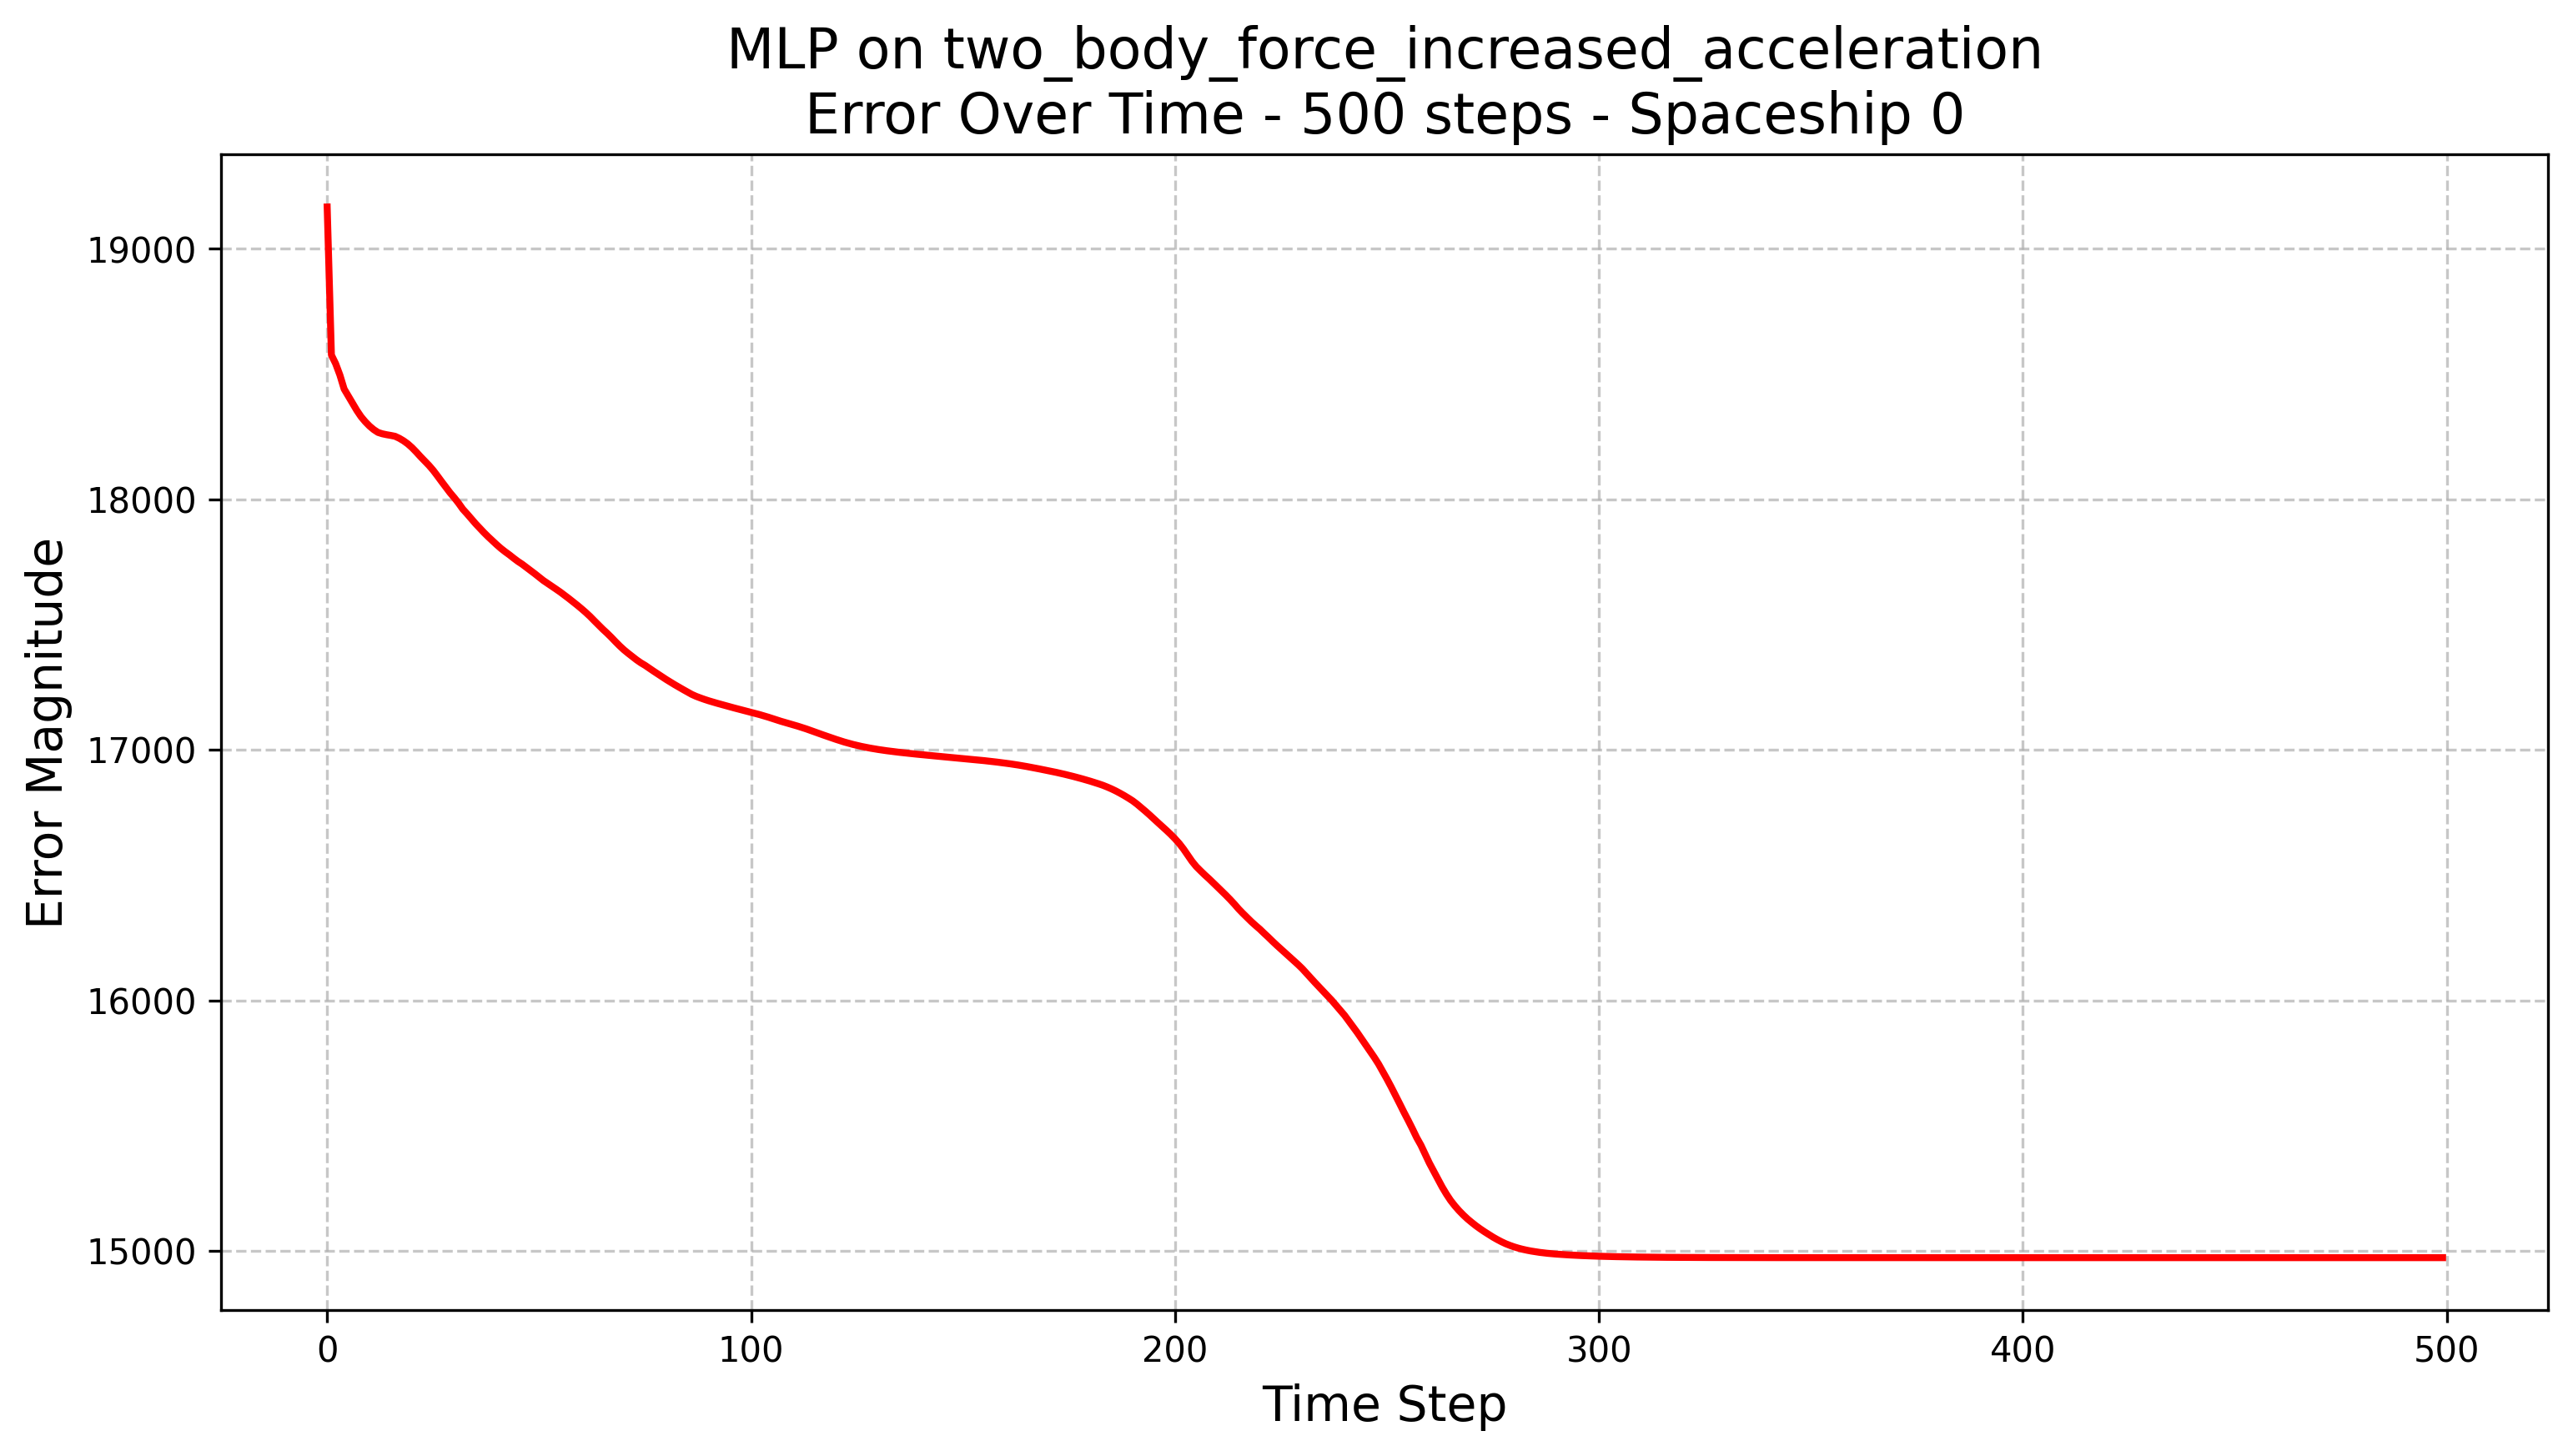 MLP on two_body_force_increased_acceleration
Error Over Time - 500 steps - Spaceship 0
Error Magnitude
19000
18000
17000
16000
15000
0 100 200 300 400 500
Time Step